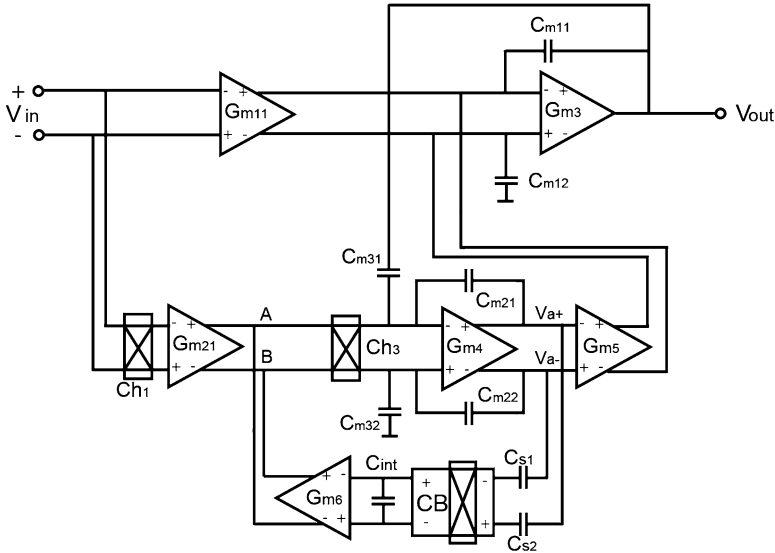 Cm11
+
Vin
-
- +
Gm11
+ -
- +
Gm3
+ -
Vout
Cm12
Cm31
Cm21
A
Va+
- +
Gm21
+ -
Ch1
B
Ch3
- +
Gm4
+ -
Va-
- +
Gm5
+ -
Cm32
Cm22
Cint
Cs1
+ -
Gm6
- +
+ -
CB
- +
Cs2